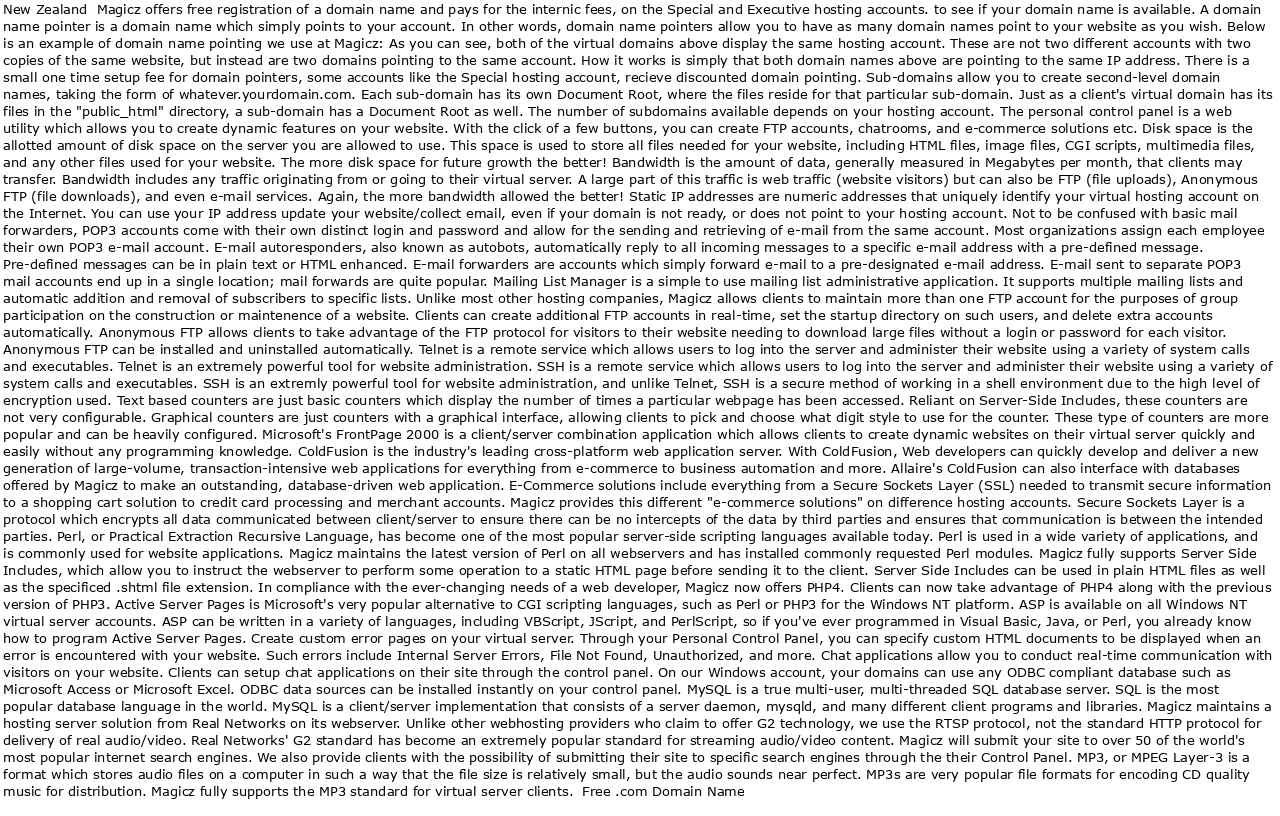 New Zealand  Magicz offers free registration of a domain name and pays for the internic fees, on the Special and Executive hosting accounts. to see if your domain name is available. A domain
name pointer is a domain name which simply points to your account. In other words, domain name pointers allow you to have as many domain names point to your website as you wish. Below
is an example of domain name pointing we use at Magicz: As you can see, both of the virtual domains above display the same hosting account. These are not two different accounts with two
copies of the same website, but instead are two domains pointing to the same account. How it works is simply that both domain names above are pointing to the same IP address. There is a
small one time setup fee for domain pointers, some accounts like the Special hosting account, recieve discounted domain pointing. Sub-domains allow you to create second-level domain
names, taking the form of whatever.yourdomain.com. Each sub-domain has its own Document Root, where the files reside for that particular sub-domain. Just as a client's virtual domain has its
files in the "public_html" directory, a sub-domain has a Document Root as well. The number of subdomains available depends on your hosting account. The personal control panel is a web
utility which allows you to create dynamic features on your website. With the click of a few buttons, you can create FTP accounts, chatrooms, and e-commerce solutions etc. Disk space is the
allotted amount of disk space on the server you are allowed to use. This space is used to store all files needed for your website, including HTML files, image files, CGI scripts, multimedia files,
and any other files used for your website. The more disk space for future growth the better! Bandwidth is the amount of data, generally measured in Megabytes per month, that clients may
transfer. Bandwidth includes any traffic originating from or going to their virtual server. A large part of this traffic is web traffic (website visitors) but can also be FTP (file uploads), Anonymous
FTP (file downloads), and even e-mail services. Again, the more bandwidth allowed the better! Static IP addresses are numeric addresses that uniquely identify your virtual hosting account on
the Internet. You can use your IP address update your website/collect email, even if your domain is not ready, or does not point to your hosting account. Not to be confused with basic mail
forwarders, POP3 accounts come with their own distinct login and password and allow for the sending and retrieving of e-mail from the same account. Most organizations assign each employee
their own POP3 e-mail account. E-mail autoresponders, also known as autobots, automatically reply to all incoming messages to a specific e-mail address with a pre-defined message.
Pre-defined messages can be in plain text or HTML enhanced. E-mail forwarders are accounts which simply forward e-mail to a pre-designated e-mail address. E-mail sent to separate POP3
mail accounts end up in a single location; mail forwards are quite popular. Mailing List Manager is a simple to use mailing list administrative application. It supports multiple mailing lists and
automatic addition and removal of subscribers to specific lists. Unlike most other hosting companies, Magicz allows clients to maintain more than one FTP account for the purposes of group
participation on the construction or maintenence of a website. Clients can create additional FTP accounts in real-time, set the startup directory on such users, and delete extra accounts
automatically. Anonymous FTP allows clients to take advantage of the FTP protocol for visitors to their website needing to download large files without a login or password for each visitor.
Anonymous FTP can be installed and uninstalled automatically. Telnet is a remote service which allows users to log into the server and administer their website using a variety of system calls
and executables. Telnet is an extremely powerful tool for website administration. SSH is a remote service which allows users to log into the server and administer their website using a variety of
system calls and executables. SSH is an extremly powerful tool for website administration, and unlike Telnet, SSH is a secure method of working in a shell environment due to the high level of
encryption used. Text based counters are just basic counters which display the number of times a particular webpage has been accessed. Reliant on Server-Side Includes, these counters are
not very configurable. Graphical counters are just counters with a graphical interface, allowing clients to pick and choose what digit style to use for the counter. These type of counters are more
popular and can be heavily configured. Microsoft's FrontPage 2000 is a client/server combination application which allows clients to create dynamic websites on their virtual server quickly and
easily without any programming knowledge. ColdFusion is the industry's leading cross-platform web application server. With ColdFusion, Web developers can quickly develop and deliver a new
generation of large-volume, transaction-intensive web applications for everything from e-commerce to business automation and more. Allaire's ColdFusion can also interface with databases
offered by Magicz to make an outstanding, database-driven web application. E-Commerce solutions include everything from a Secure Sockets Layer (SSL) needed to transmit secure information
to a shopping cart solution to credit card processing and merchant accounts. Magicz provides this different "e-commerce solutions" on difference hosting accounts. Secure Sockets Layer is a
protocol which encrypts all data communicated between client/server to ensure there can be no intercepts of the data by third parties and ensures that communication is between the intended
parties. Perl, or Practical Extraction Recursive Language, has become one of the most popular server-side scripting languages available today. Perl is used in a wide variety of applications, and
is commonly used for website applications. Magicz maintains the latest version of Perl on all webservers and has installed commonly requested Perl modules. Magicz fully supports Server Side
Includes, which allow you to instruct the webserver to perform some operation to a static HTML page before sending it to the client. Server Side Includes can be used in plain HTML files as well
as the specificed .shtml file extension. In compliance with the ever-changing needs of a web developer, Magicz now offers PHP4. Clients can now take advantage of PHP4 along with the previous
version of PHP3. Active Server Pages is Microsoft's very popular alternative to CGI scripting languages, such as Perl or PHP3 for the Windows NT platform. ASP is available on all Windows NT
virtual server accounts. ASP can be written in a variety of languages, including VBScript, JScript, and PerlScript, so if you've ever programmed in Visual Basic, Java, or Perl, you already know
how to program Active Server Pages. Create custom error pages on your virtual server. Through your Personal Control Panel, you can specify custom HTML documents to be displayed when an
error is encountered with your website. Such errors include Internal Server Errors, File Not Found, Unauthorized, and more. Chat applications allow you to conduct real-time communication with
visitors on your website. Clients can setup chat applications on their site through the control panel. On our Windows account, your domains can use any ODBC compliant database such as
Microsoft Access or Microsoft Excel. ODBC data sources can be installed instantly on your control panel. MySQL is a true multi-user, multi-threaded SQL database server. SQL is the most
popular database language in the world. MySQL is a client/server implementation that consists of a server daemon, mysqld, and many different client programs and libraries. Magicz maintains a
hosting server solution from Real Networks on its webserver. Unlike other webhosting providers who claim to offer G2 technology, we use the RTSP protocol, not the standard HTTP protocol for
delivery of real audio/video. Real Networks' G2 standard has become an extremely popular standard for streaming audio/video content. Magicz will submit your site to over 50 of the world's
most popular internet search engines. We also provide clients with the possibility of submitting their site to specific search engines through the their Control Panel. MP3, or MPEG Layer-3 is a
format which stores audio files on a computer in such a way that the file size is relatively small, but the audio sounds near perfect. MP3s are very popular file formats for encoding CD quality
music for distribution. Magicz fully supports the MP3 standard for virtual server clients.  Free .com Domain Name